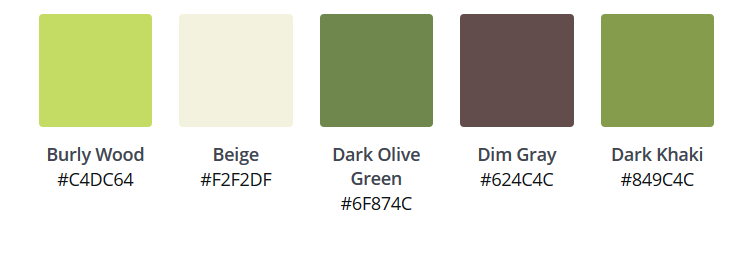 Burly Wood
#C4DC64
Beige
#F2F2DF
Dark Olive
Green
#6F874C
Dim Gray
#624C4C
Dark Khaki
#849C4C